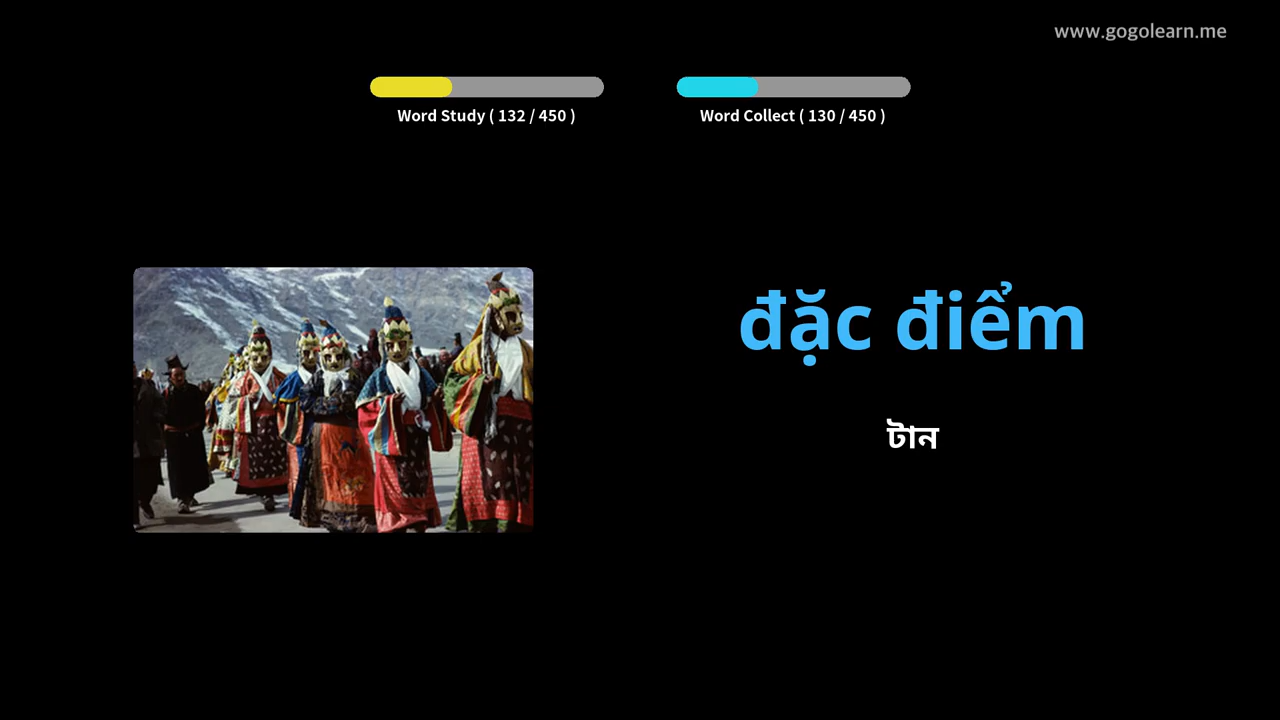 www.gogolearn.me
Word Study ( 132 / 450 )
Word Collect ( 130 / 450 )
đặc điểm
টান